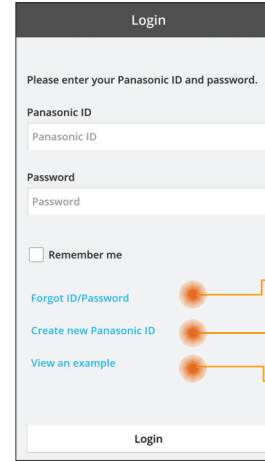 Login
Please enter your Panasonic ID and password.
Panasonic ID
Panasonic ID
Password
Password
Remember me
Forgot ID/Password
Create new Panasonic ID
View an example
Login